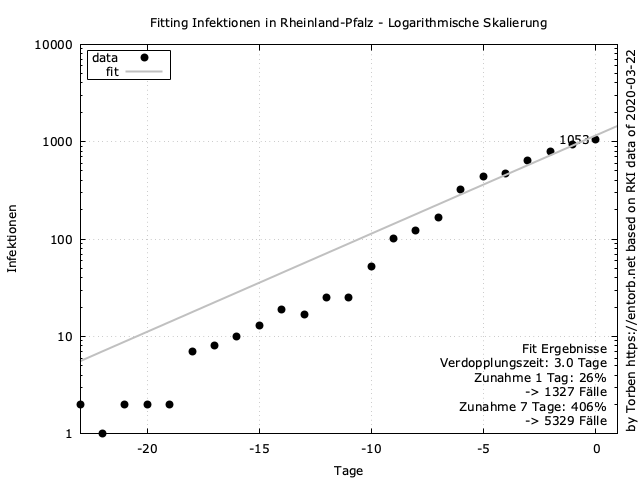 Fitting Infektionen in Rheinland-Pfalz - Logarithmische Skalierung
10000
1000
100
10
1
data
fit
1053
Infektionen
Fit Ergebnisse
Verdopplungszeit: 3.0 Tage
Zunahme 1 Tag: 26%
-> 1327 Fälle
Zunahme 7 Tage: 406%
-> 5329 Fälle
-20 -15 -10 -5 0
Tage
by Torben https://entorb.net based on RKI data of 2020-03-22